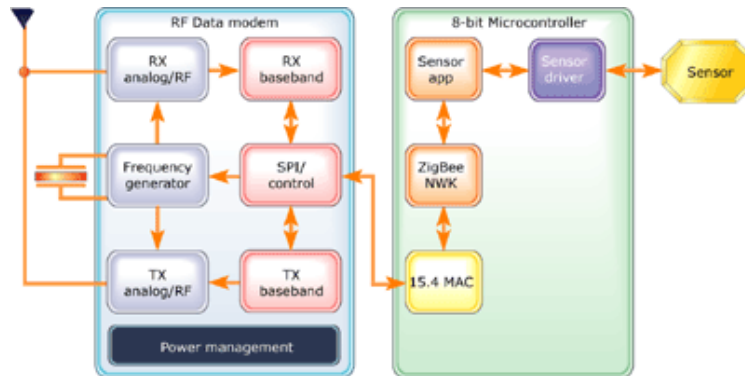 RF Data modem
RX
analog/RF
RX
baseband
Frequency
generator
SPI/
control
TX
analog/RF
TX
baseband
Power management
8-bit Microcontroller
Sensor
app
Sensor
driver
Sensor
ZigBee
NWK
15.4 MAC